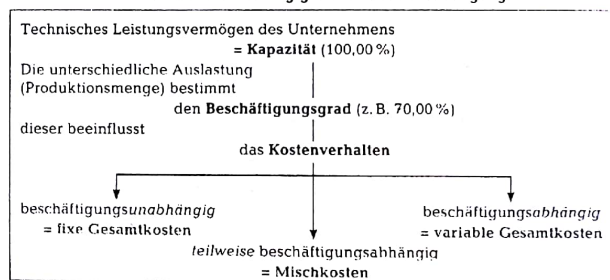 Technisches Leistungsvermögen des Unternehmens
= Kapazität (100,00 %)
Die unterschiedliche Auslastung
(Produktionsmenge) bestimmt
den Beschäftigungsgrad (z. B. 70,00 %)
dieser beeinflusst
das Kostenverhalten
beschäftigungsunabhängig
= fixe Gesamtkosten
beschäftigungsabhängig
= variable Gesamtkosten
teilweise beschäftigungsabhängig
= Mischkosten